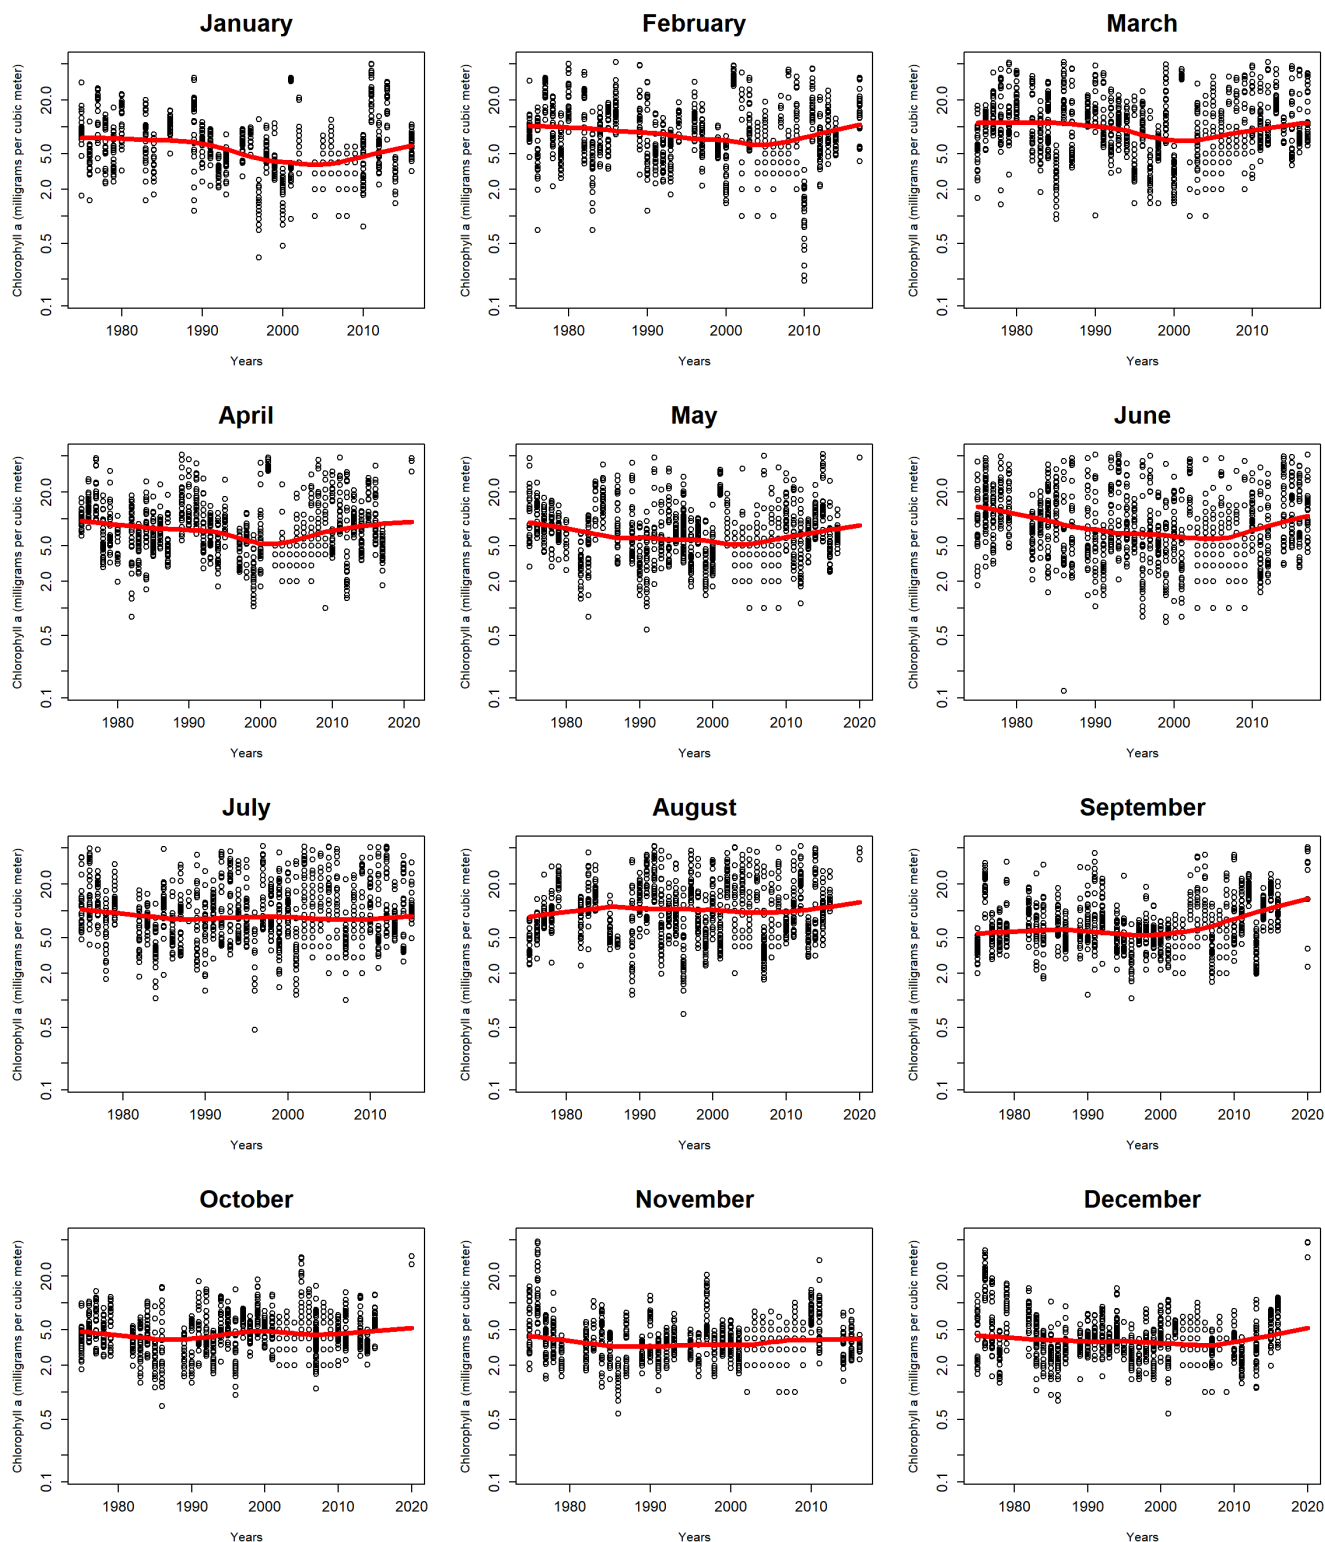 January February March
Chlorophyll a (milligrams per cubic meter) Chlorophyll a (milligrams per cubic meter) Chlorophyll a (milligrams per cubic meter)
20.0 20.0 20.0
5.0 5.0 5.0
2.0 2.0 2.0
0.5 0.5 0.5
0.1 0.1 0.1
1980 1990 2000 2010 1980 1990 2000 2010 1980 1990 2000 2010
Years Years Years
April May June
Chlorophyll a (milligrams per cubic meter) Chlorophyll a (milligrams per cubic meter) Chlorophyll a (milligrams per cubic meter)
20.0 20.0 20.0
5.0 5.0 5.0
2.0 2.0 2.0
0.5 0.5 0.5
0.1 0.1 0.1
1980 1990 2000 2010 2020 1980 1990 2000 2010 2020 1980 1990 2000 2010
Years Years Years
July August September
Chlorophyll a (milligrams per cubic meter) Chlorophyll a (milligrams per cubic meter) Chlorophyll a (milligrams per cubic meter)
20.0 20.0 20.0
5.0 5.0 5.0
2.0 2.0 2.0
0.5 0.5 0.5
0.1 0.1 0.1
1980 1990 2000 2010 1980 1990 2000 2010 2020 1980 1990 2000 2010 2020
Years Years Years
October November December
Chlorophyll a (milligrams per cubic meter) Chlorophyll a (milligrams per cubic meter) Chlorophyll a (milligrams per cubic meter)
20.0 20.0 20.0
5.0 5.0 5.0
2.0 2.0 2.0
0.5 0.5 0.5
0.1 0.1 0.1
1980 1990 2000 2010 2020 1980 1990 2000 2010 1980 1990 2000 2010 2020
Years Years Years